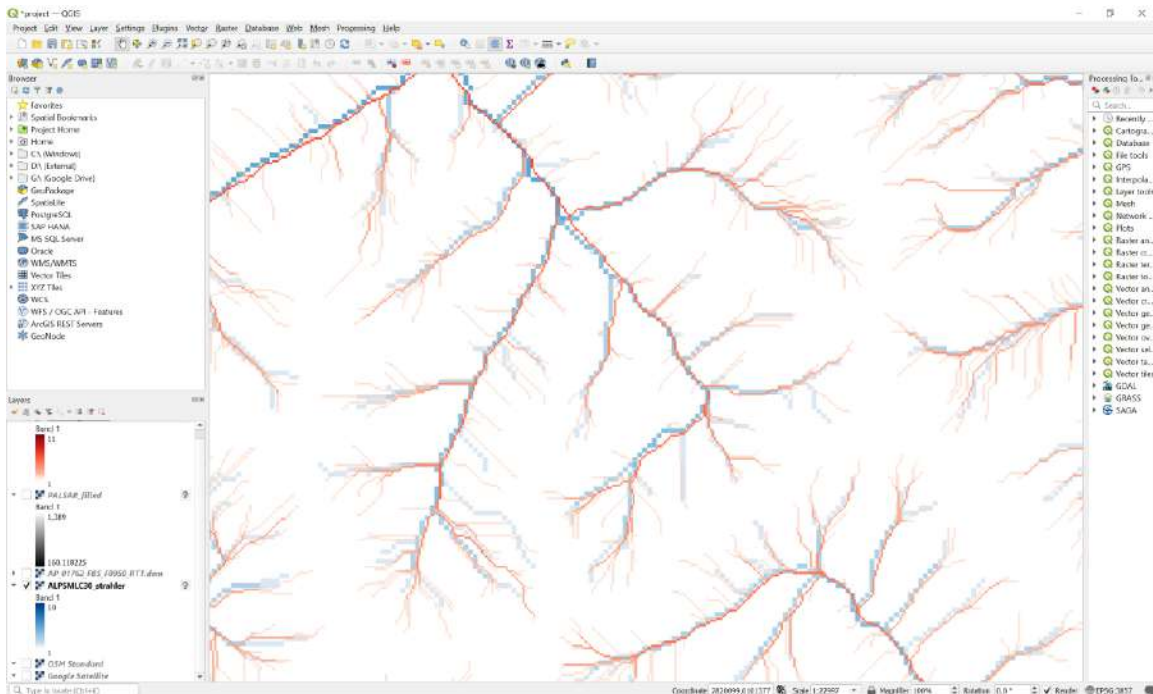 *project — QGIS
Project Edit View Layer Settings Plugins Vector Raster Database Web Mesh Processing Help
Browser
Favorites
Spatial Bookmarks
Project Home
Home
C:\ (Windows)
D:\ (External)
G:\ (Google Drive)
GeoPackage
SpatiaLite
PostgreSQL
SAP HANA
MS SQL Server
Oracle
WMS/WMTS
Vector Tiles
XYZ Tiles
WCS
WFS / OGC API - Features
ArcGIS REST Servers
GeoNode
Layers
Band 1
11
1
PALSAR_filled
Band 1
1,389
160.110225
ALPSMLC30_strahler
Band 1
10
1
OSM Standard
Google Satellite
Type to locate (Ctrl+K)
Processing To...
Search...
Recently ...
Cartogra...
Database
File tools
GPS
Interpola...
Layer tools
Mesh
Network ...
Plots
Raster an...
Raster cr...
Raster ter...
Raster to...
Vector an...
Vector cr...
Vector ge...
Vector ge...
Vector ov...
Vector sel...
Vector ta...
Vector tiles
GDAL
GRASS
SAGA
Coordinate Scale 1:22997 Magnifier 100% Rotation 0.0 ° Render EPSG:3857